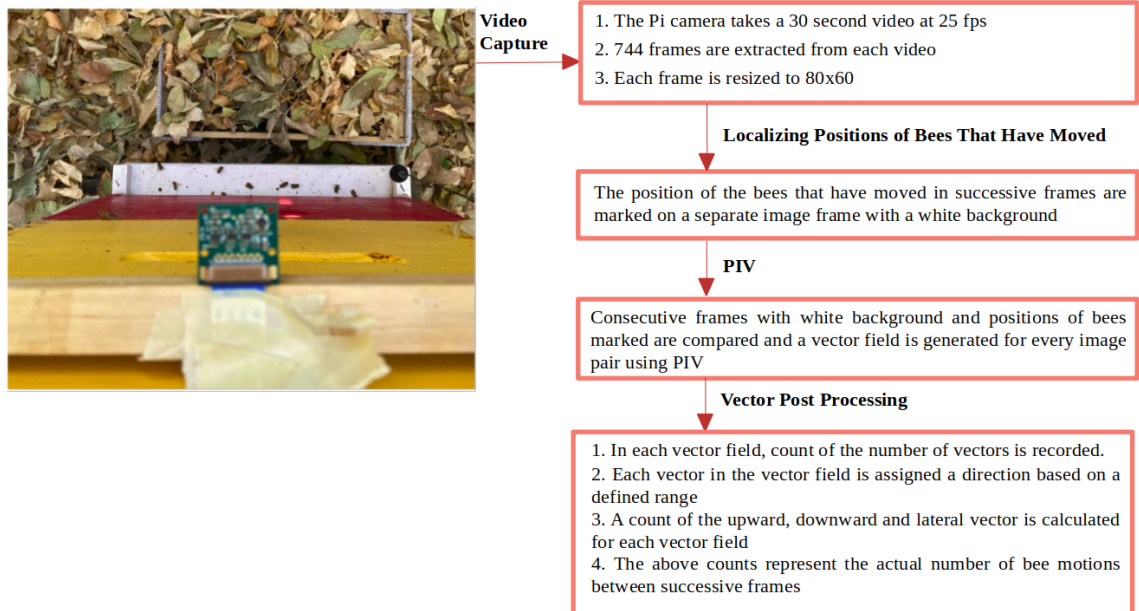 Video
Capture
1. The Pi camera takes a 30 second video at 25 fps
2. 744 frames are extracted from each video
3. Each frame is resized to 80x60
Localizing Positions of Bees That Have Moved
The position of the bees that have moved in successive frames are
marked on a separate image frame with a white background
PIV
Consecutive frames with white background and positions of bees
marked are compared and a vector field is generated for every image
pair using PIV
Vector Post Processing
1. In each vector field, count of the number of vectors is recorded.
2. Each vector in the vector field is assigned a direction based on a
defined range
3. A count of the upward, downward and lateral vector is calculated
for each vector field
4. The above counts represent the actual number of bee motions
between successive frames